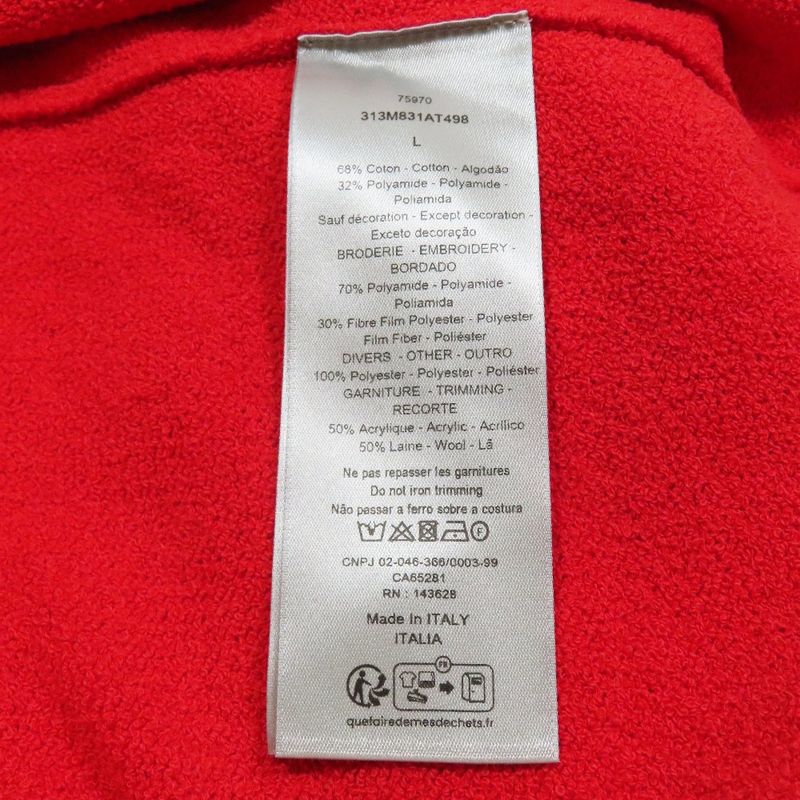 75970
313M831AT498
L
68% Coton - Cotton - Algodão
32% Polyamide - Polyamide -
Poliamida
Sauf décoration - Except decoration -
Exceto decoração
BRODERIE - EMBROIDERY -
BORDADO
70% Polyamide - Polyamide -
Poliamida
30% Fibre Film Polyester - Polyester
Film Fiber - Poliéster
DIVERS - OTHER - OUTRO
100% Polyester - Polyester - Poliéster
GARNITURE - TRIMMING -
RECORTE
50% Acrylique - Acrylic - Acrílico
50% Laine - Wool - Lã
Ne pas repasser les garnitures
Do not iron trimming
Não passar a ferro sobre a costura
CNPJ 02-046-366/0003-99
CA65281
RN : 143628
Made In ITALY
ITALIA
FR
quefairedemesdechets.fr